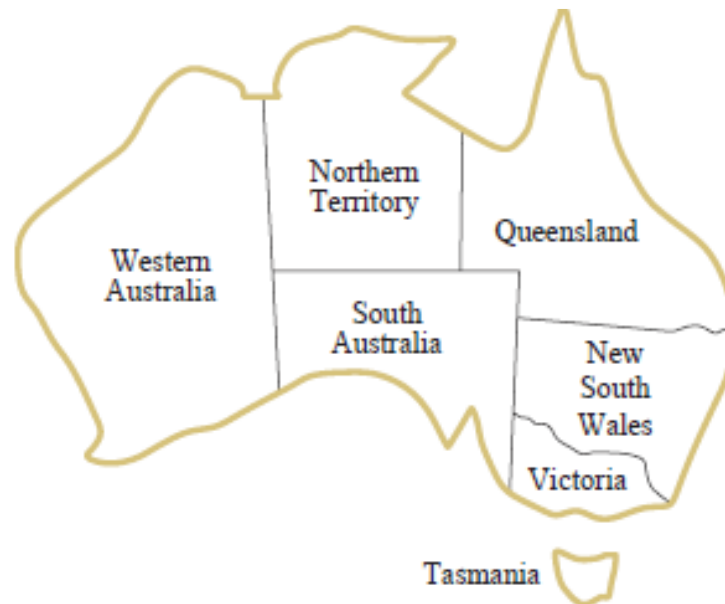 Northern
Territory
Western
Australia
Queensland
South
Australia
New
South
Wales
Victoria
Tasmania